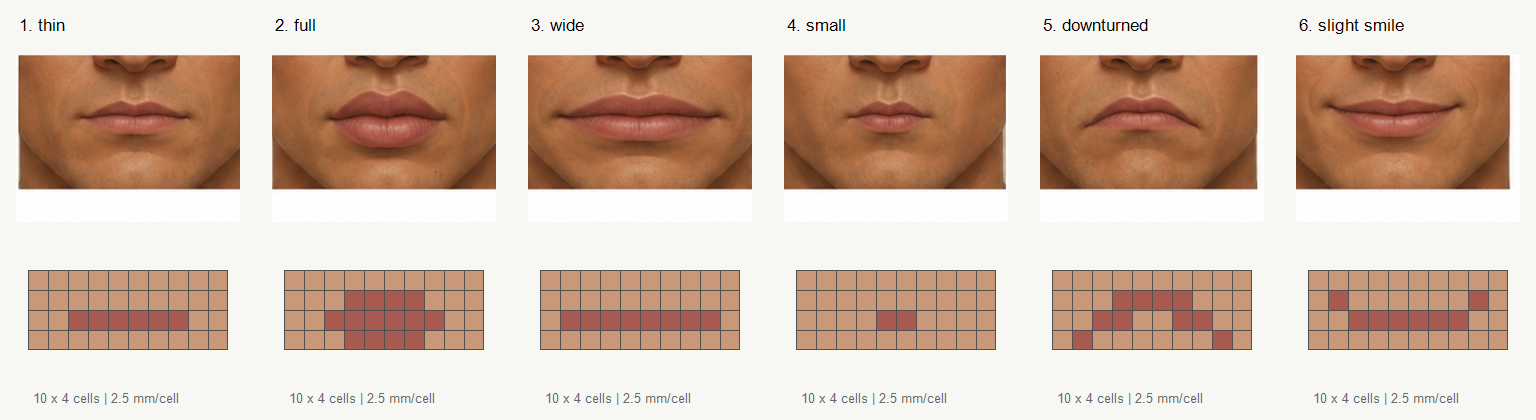 1. thin
2. full
3. wide
4. small
5. downturned
6. slight smile
10 x 4 cells | 2.5 mm/cell
10 x 4 cells | 2.5 mm/cell
10 x 4 cells | 2.5 mm/cell
10 x 4 cells | 2.5 mm/cell
10 x 4 cells | 2.5 mm/cell
10 x 4 cells | 2.5 mm/cell